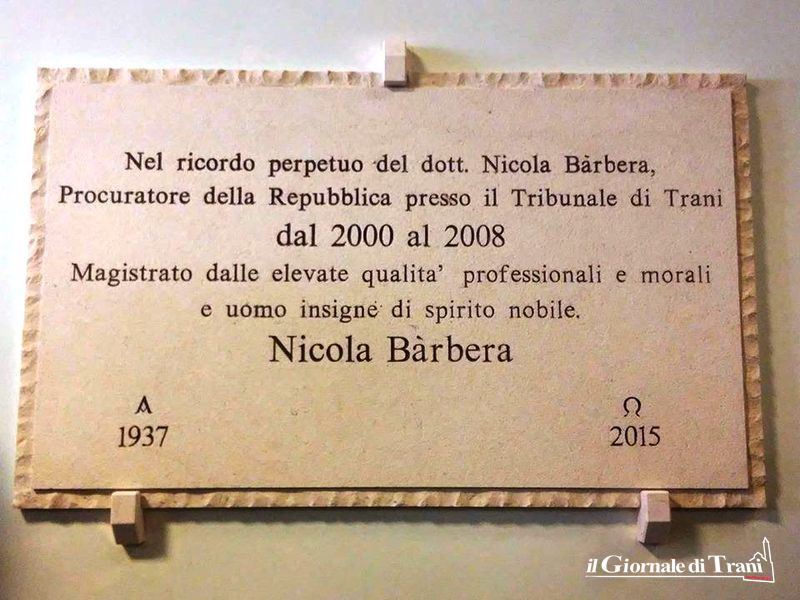 Nel ricordo perpetuo del dott. Nicola Bàrbera,
Procuratore della Repubblica presso il Tribunale di Trani
dal 2000 al 2008
Magistrato dalle elevate qualita' professionali e morali
e uomo insigne di spirito nobile.
Nicola Bàrbera
Α Ω
1937 2015
il Giornale di Trani